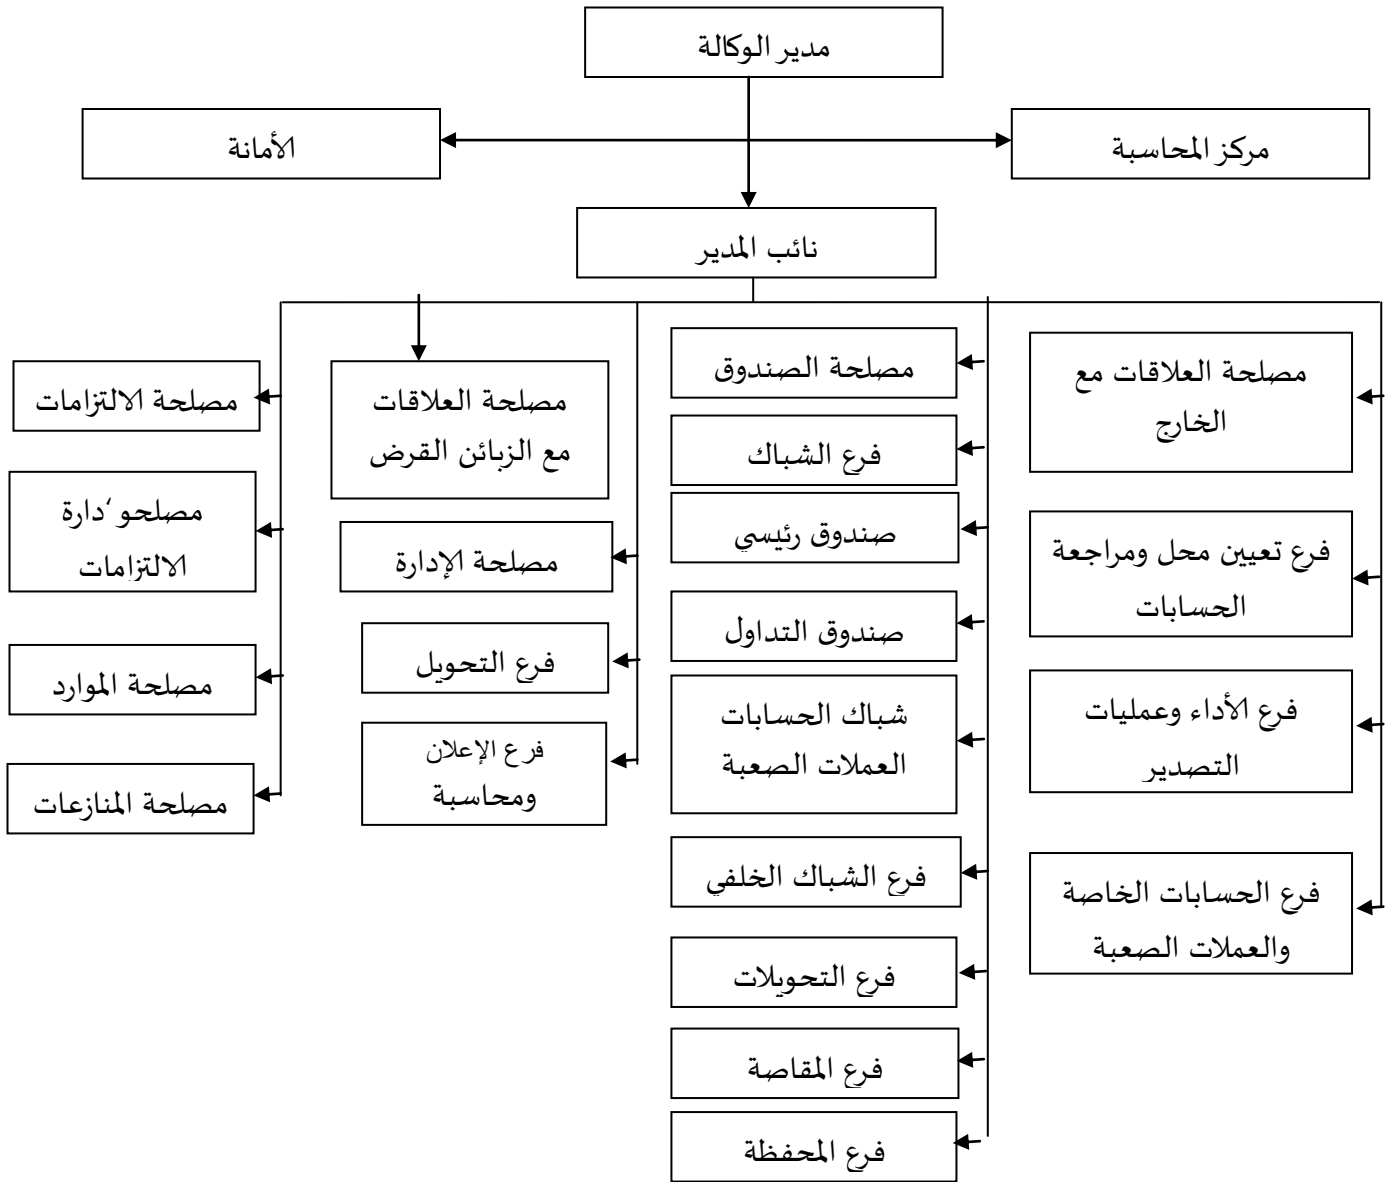 مدير الوكالة
مركز المحاسبة
الأمانة
نائب المدير
مصلحة العلاقات مع
الخارج
فرع تعيين محل ومراجعة
الحسابات
فرع الأداء وعمليات
التصدير
فرع الحسابات الخاصة
والعملات الصعبة
مصلحة الصندوق
فرع الشباك
صندوق رئيسي
صندوق التداول
شباك الحسابات
العملات الصعبة
فرع الشباك الخلفي
فرع التحويلات
فرع المقاصة
فرع المحفظة
مصلحة العلاقات
مع الزبائن القرض
مصلحة الإدارة
فرع التحويل
فرع الإعلان
ومحاسبة
مصلحة الالتزامات
مصلحو‘دارة
الالتزامات
مصلحة الموارد
مصلحة المنازعات